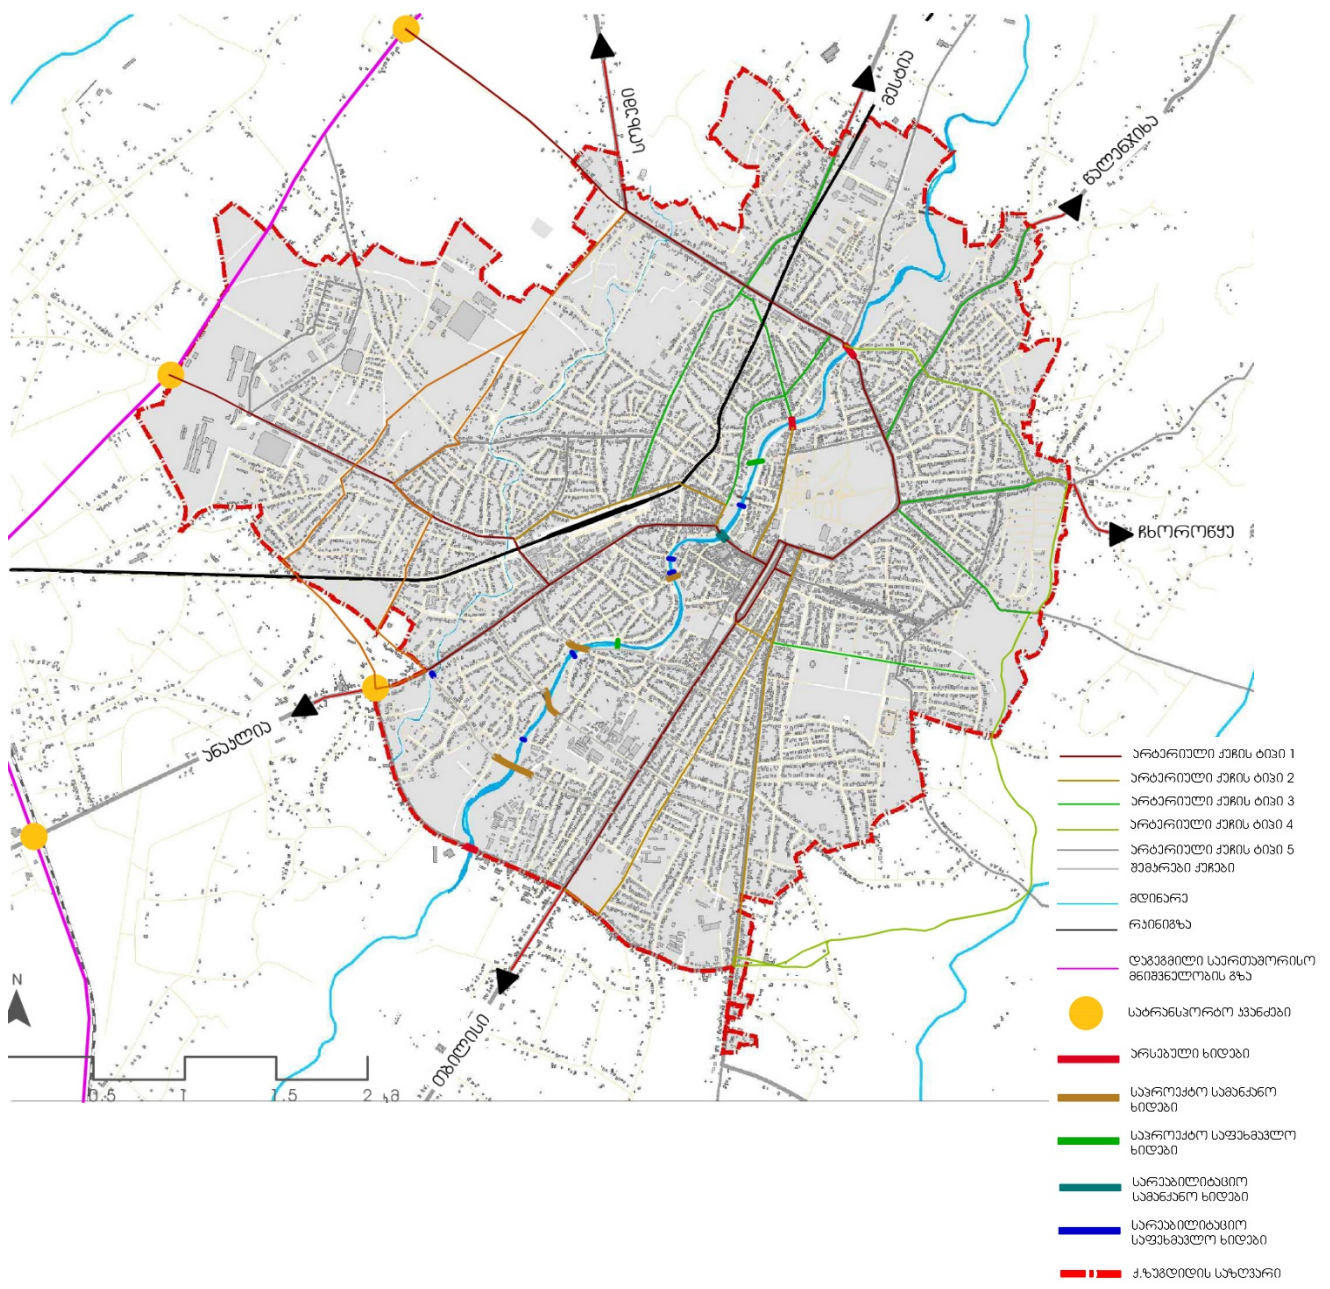 ᲚᲘᲮᲘᲜᲓᲘ
ᲛᲔᲡᲢᲘᲐ
ᲬᲐᲚᲔᲜᲯᲘᲮᲐ
ᲩᲮᲝᲠᲝᲬᲧᲣ
ᲐᲜᲐᲙᲚᲘᲐ
ᲗᲑᲘᲚᲘᲡᲘ
N
0.5 1 1.5 2 კმ
ᲐᲠᲢᲔᲠᲘᲣᲚᲘ ᲥᲣᲩᲘᲡ ᲢᲘᲞᲘ 1
ᲐᲠᲢᲔᲠᲘᲣᲚᲘ ᲥᲣᲩᲘᲡ ᲢᲘᲞᲘ 2
ᲐᲠᲢᲔᲠᲘᲣᲚᲘ ᲥᲣᲩᲘᲡ ᲢᲘᲞᲘ 3
ᲐᲠᲢᲔᲠᲘᲣᲚᲘ ᲥᲣᲩᲘᲡ ᲢᲘᲞᲘ 4
ᲐᲠᲢᲔᲠᲘᲣᲚᲘ ᲥᲣᲩᲘᲡ ᲢᲘᲞᲘ 5
ᲨᲔᲛᲙᲠᲔᲑᲘ ᲥᲣᲩᲔᲑᲘ
ᲛᲓᲘᲜᲐᲠᲔ
ᲠᲙᲘᲜᲘᲒᲖᲐ
ᲓᲐᲒᲔᲒᲛᲘᲚᲘ ᲡᲐᲔᲠᲗᲐᲨᲝᲠᲘᲡᲝ
ᲛᲜᲘᲨᲕᲜᲔᲚᲝᲑᲘᲡ ᲒᲖᲐ
ᲡᲐᲢᲠᲐᲜᲡᲞᲝᲠᲢᲝ ᲙᲕᲐᲜᲫᲔᲑᲘ
ᲐᲠᲡᲔᲑᲣᲚᲘ ᲮᲘᲓᲔᲑᲘ
ᲡᲐᲞᲠᲝᲔᲥᲢᲝ ᲡᲐᲛᲐᲜᲥᲐᲜᲝ
ᲮᲘᲓᲔᲑᲘ
ᲡᲐᲞᲠᲝᲔᲥᲢᲝ ᲡᲐᲤᲔᲮᲛᲐᲕᲚᲝ
ᲮᲘᲓᲔᲑᲘ
ᲡᲐᲠᲔᲐᲑᲘᲚᲘᲢᲐᲪᲘᲝ
ᲡᲐᲛᲐᲜᲥᲐᲜᲝ ᲮᲘᲓᲔᲑᲘ
ᲡᲐᲠᲔᲐᲑᲘᲚᲘᲢᲐᲪᲘᲝ
ᲡᲐᲤᲔᲮᲛᲐᲕᲚᲝ ᲮᲘᲓᲔᲑᲘ
Ქ.ᲖᲣᲒᲓᲘᲓᲘᲡ ᲡᲐᲖᲦᲕᲐᲠᲘ